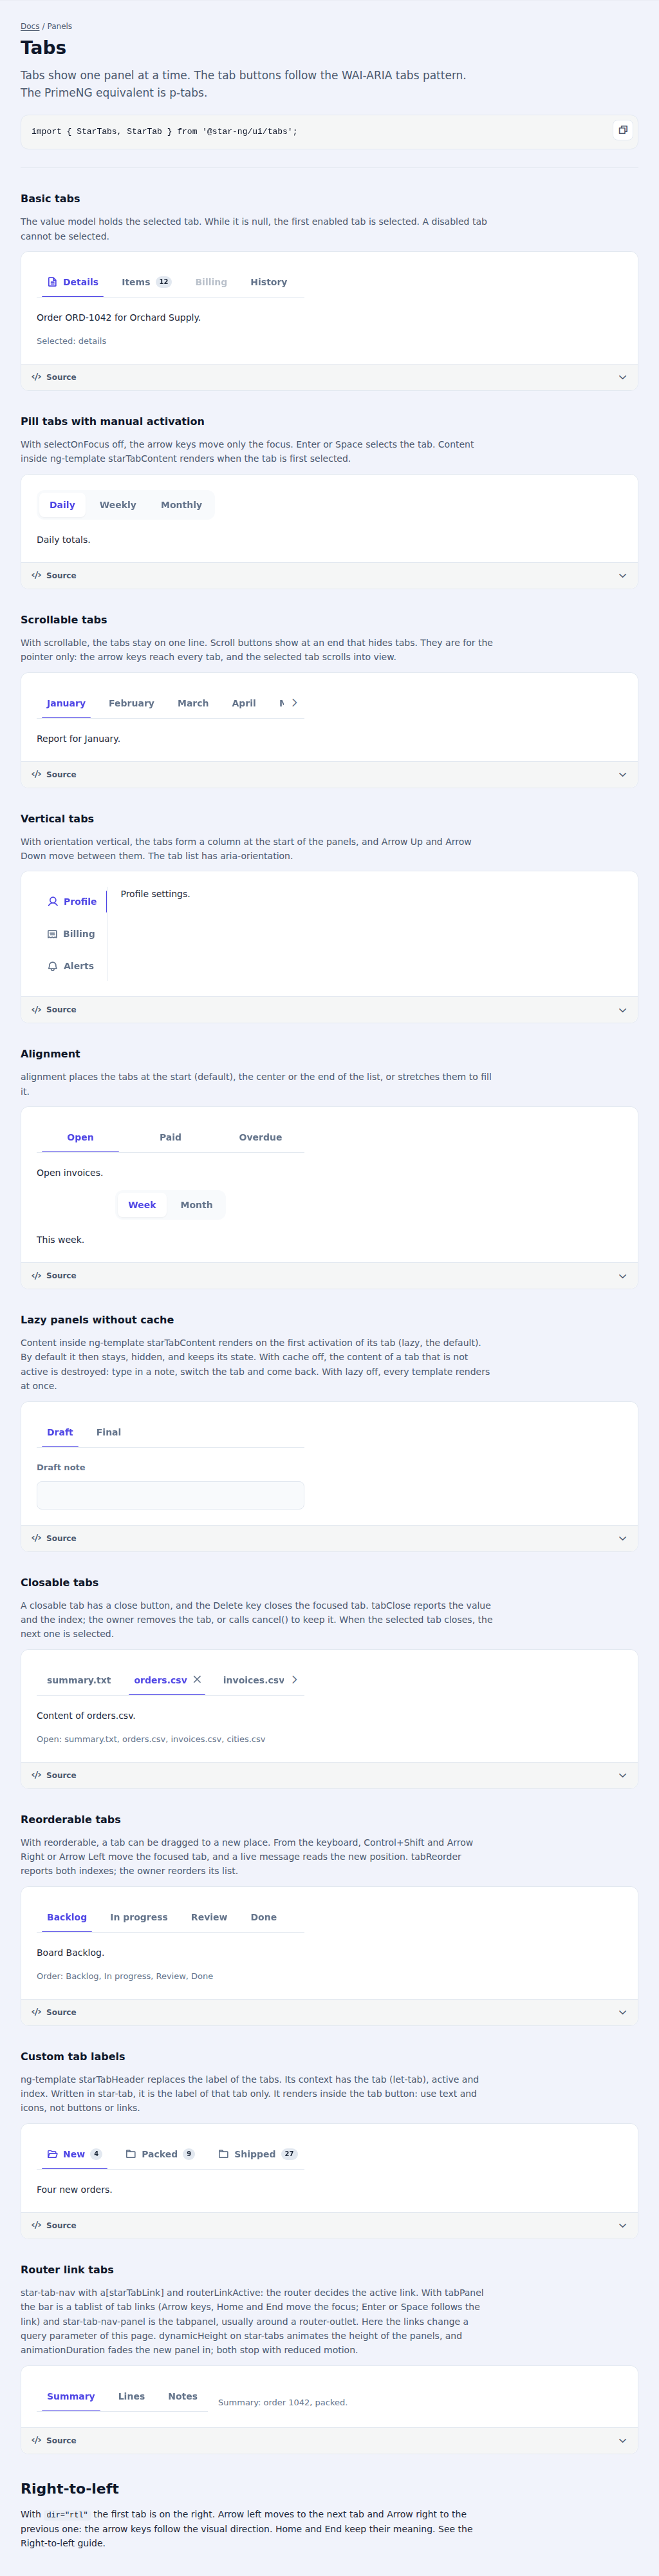 Docs / Panels
Tabs
Tabs show one panel at a time. The tab buttons follow the WAI-ARIA tabs pattern.
The PrimeNG equivalent is p-tabs.
import { StarTabs, StarTab } from '@star-ng/ui/tabs';
Basic tabs
The value model holds the selected tab. While it is null, the first enabled tab is selected. A disabled tab
cannot be selected.
Details Items 12 Billing History
Order ORD-1042 for Orchard Supply.
Selected: details
Source
Pill tabs with manual activation
With selectOnFocus off, the arrow keys move only the focus. Enter or Space selects the tab. Content
inside ng-template starTabContent renders when the tab is first selected.
Daily Weekly Monthly
Daily totals.
Source
Scrollable tabs
With scrollable, the tabs stay on one line. Scroll buttons show at an end that hides tabs. They are for the
pointer only: the arrow keys reach every tab, and the selected tab scrolls into view.
January February March April
Report for January.
Source
Vertical tabs
With orientation vertical, the tabs form a column at the start of the panels, and Arrow Up and Arrow
Down move between them. The tab list has aria-orientation.
Profile
Profile settings.
Billing
Alerts
Source
Alignment
alignment places the tabs at the start (default), the center or the end of the list, or stretches them to fill
it.
Open Paid Overdue
Open invoices.
Week Month
This week.
Source
Lazy panels without cache
Content inside ng-template starTabContent renders on the first activation of its tab (lazy, the default).
By default it then stays, hidden, and keeps its state. With cache off, the content of a tab that is not
active is destroyed: type in a note, switch the tab and come back. With lazy off, every template renders
at once.
Draft Final
Draft note
Source
Closable tabs
A closable tab has a close button, and the Delete key closes the focused tab. tabClose reports the value
and the index; the owner removes the tab, or calls cancel() to keep it. When the selected tab closes, the
next one is selected.
summary.txt orders.csv invoices.csv
Content of orders.csv.
Open: summary.txt, orders.csv, invoices.csv, cities.csv
Source
Reorderable tabs
With reorderable, a tab can be dragged to a new place. From the keyboard, Control+Shift and Arrow
Right or Arrow Left move the focused tab, and a live message reads the new position. tabReorder
reports both indexes; the owner reorders its list.
Backlog In progress Review Done
Board Backlog.
Order: Backlog, In progress, Review, Done
Source
Custom tab labels
ng-template starTabHeader replaces the label of the tabs. Its context has the tab (let-tab), active and
index. Written in star-tab, it is the label of that tab only. It renders inside the tab button: use text and
icons, not buttons or links.
New 4 Packed 9 Shipped 27
Four new orders.
Source
Router link tabs
star-tab-nav with a[starTabLink] and routerLinkActive: the router decides the active link. With tabPanel
the bar is a tablist of tab links (Arrow keys, Home and End move the focus; Enter or Space follows the
link) and star-tab-nav-panel is the tabpanel, usually around a router-outlet. Here the links change a
query parameter of this page. dynamicHeight on star-tabs animates the height of the panels, and
animationDuration fades the new panel in; both stop with reduced motion.
Summary Lines Notes
Summary: order 1042, packed.
Source
Right-to-left
With dir="rtl" the first tab is on the right. Arrow left moves to the next tab and Arrow right to the
previous one: the arrow keys follow the visual direction. Home and End keep their meaning. See the
Right-to-left guide.